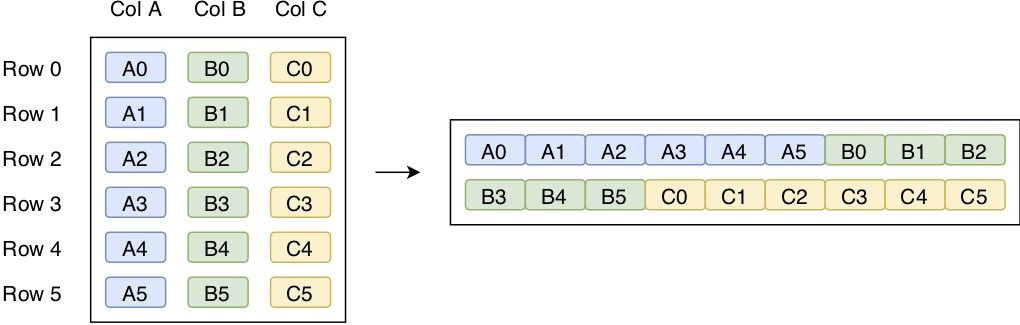 Col A Col B Col C
Row 0 A0 B0 C0
Row 1 A1 B1 C1
Row 2 A2 B2 C2
Row 3 A3 B3 C3
Row 4 A4 B4 C4
Row 5 A5 B5 C5
A0 A1 A2 A3 A4 A5 B0 B1 B2
B3 B4 B5 C0 C1 C2 C3 C4 C5